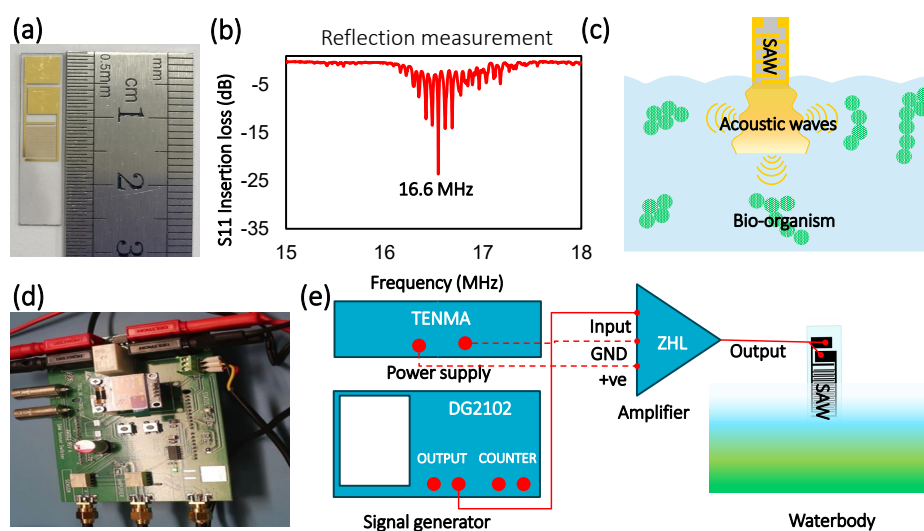 (a)
0.5mm
cm
mm
1
2
3
(b)
Reflection measurement
S11 Insertion loss (dB)
-5
-15
-25
-35
16.6 MHz
15
16
17
18
Frequency (MHz)
(c)
SAW
Acoustic waves
Bio-organism
(d)
(e)
TENMA
Power supply
DG2102
OUTPUT
COUNTER
Signal generator
Input
GND
+ve
ZHL
Amplifier
Output
SAW
Waterbody